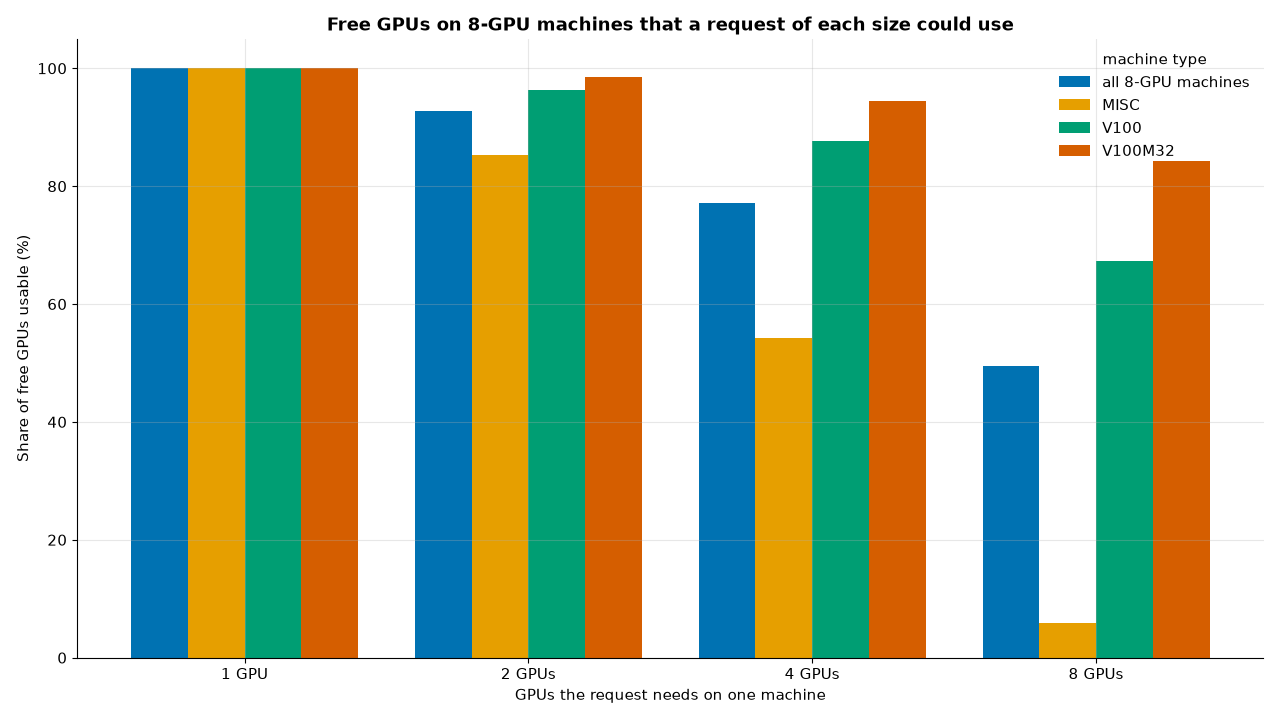 Free GPUs on 8-GPU machines that a request of each size could use
machine type
all 8-GPU machines
MISC
V100
V100M32
Share of free GPUs usable (%)
100
80
60
40
20
0
1 GPU
2 GPUs
4 GPUs
8 GPUs
GPUs the request needs on one machine